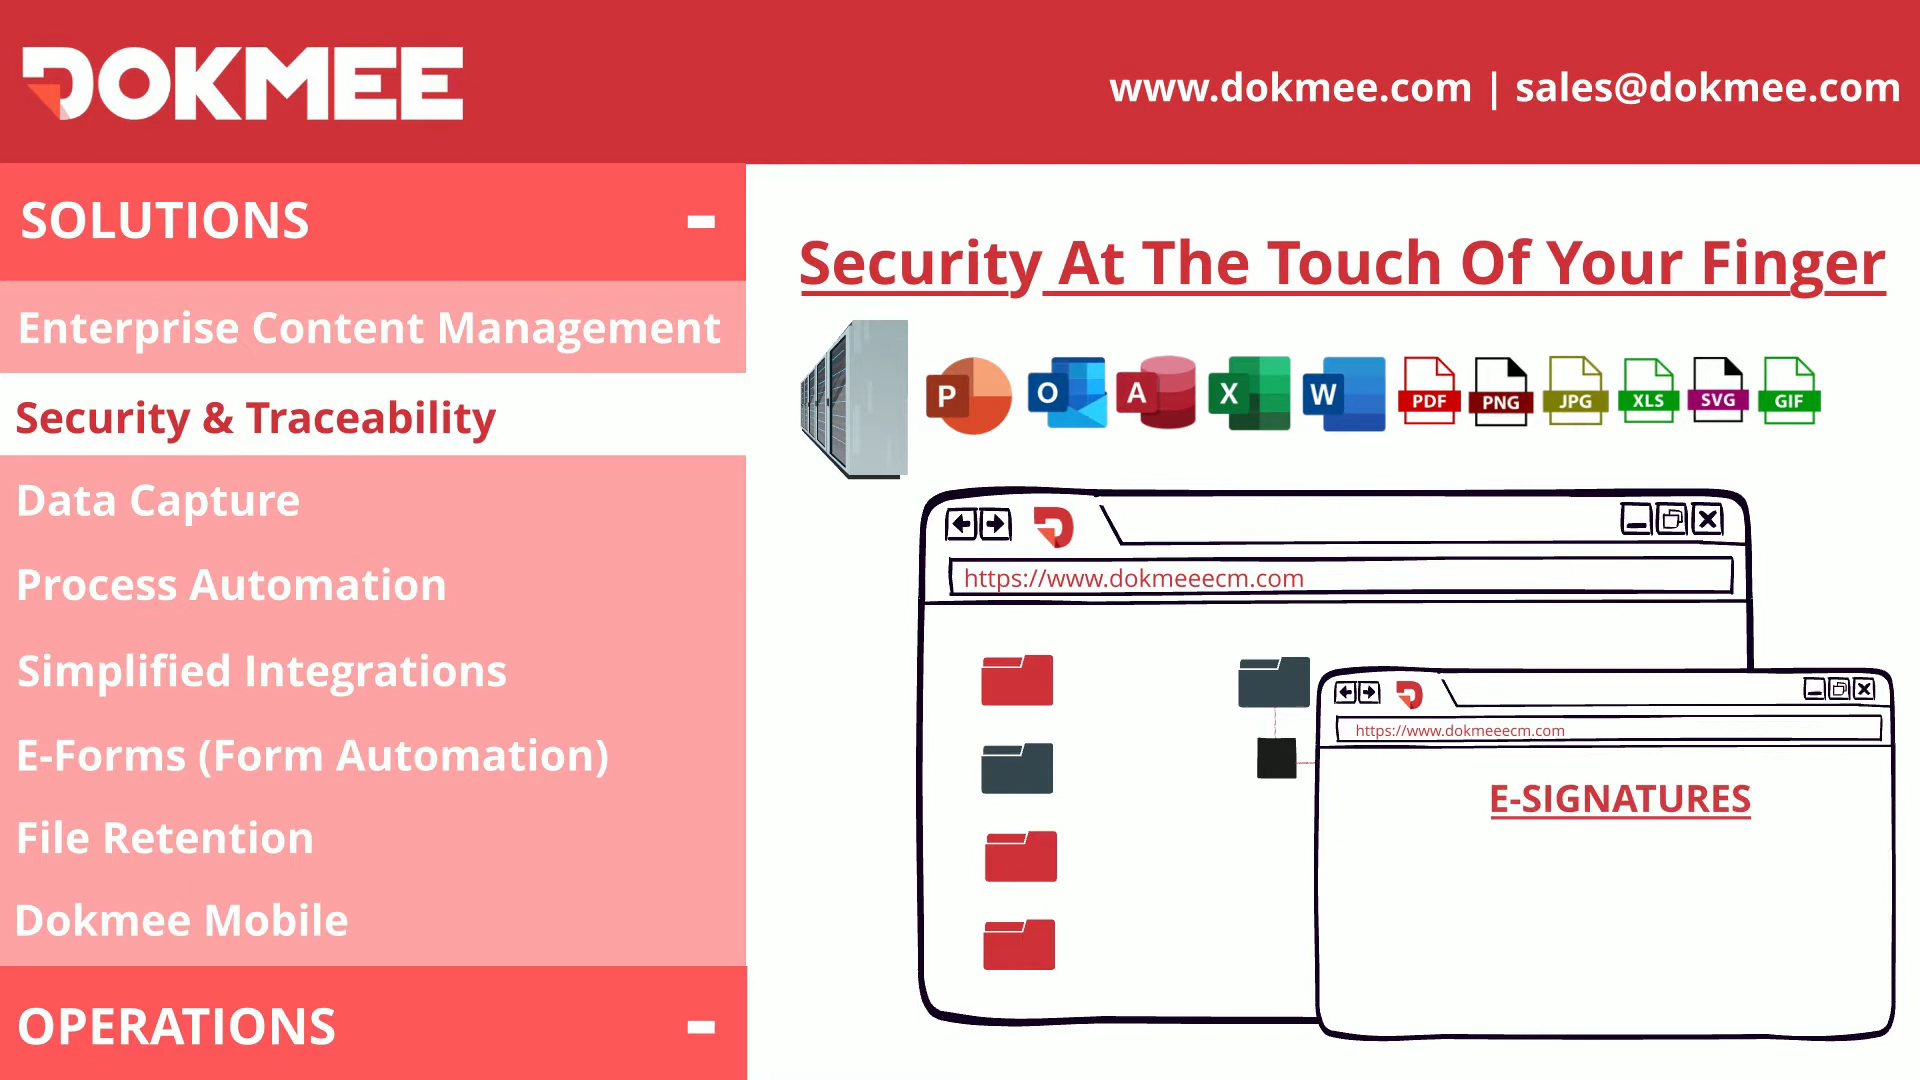 DOKMEE
www.dokmee.com | sales@dokmee.com
SOLUTIONS -
Enterprise Content Management
Security & Traceability
Data Capture
Process Automation
Simplified Integrations
E-Forms (Form Automation)
File Retention
Dokmee Mobile
OPERATIONS -
Security At The Touch Of Your Finger
P O A X W PDF PNG JPG XLS SVG GIF
https://www.dokmeeecm.com
https://www.dokmeeecm.com
E-SIGNATURES